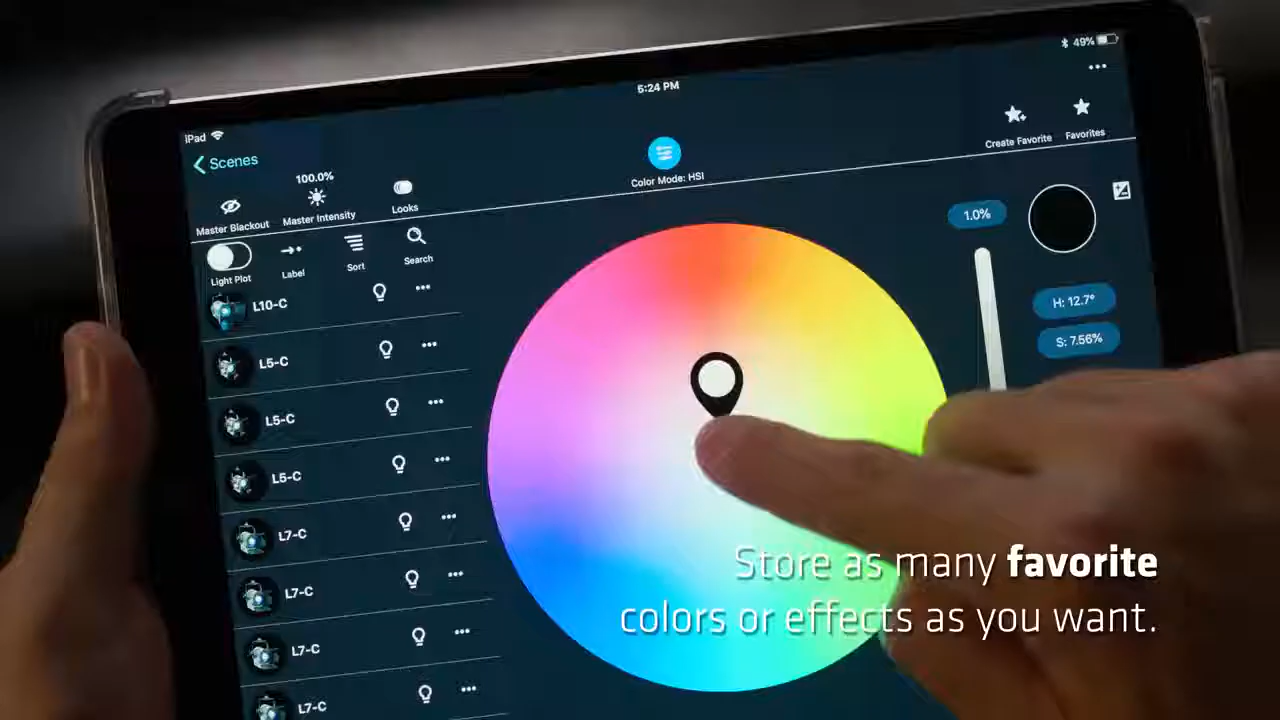 49%
5:24 PM
iPad
Scenes
Create Favorite
Favorites
100.0%
Color Mode: HSI
Master Blackout
Master Intensity
Looks
1.0%
Light Plot
Label
Sort
Search
H: 12.7°
S: 7.56%
L10-C
L5-C
L5-C
L5-C
L7-C
L7-C
L7-C
L7-C
Store as many favorite
colors or effects as you want.